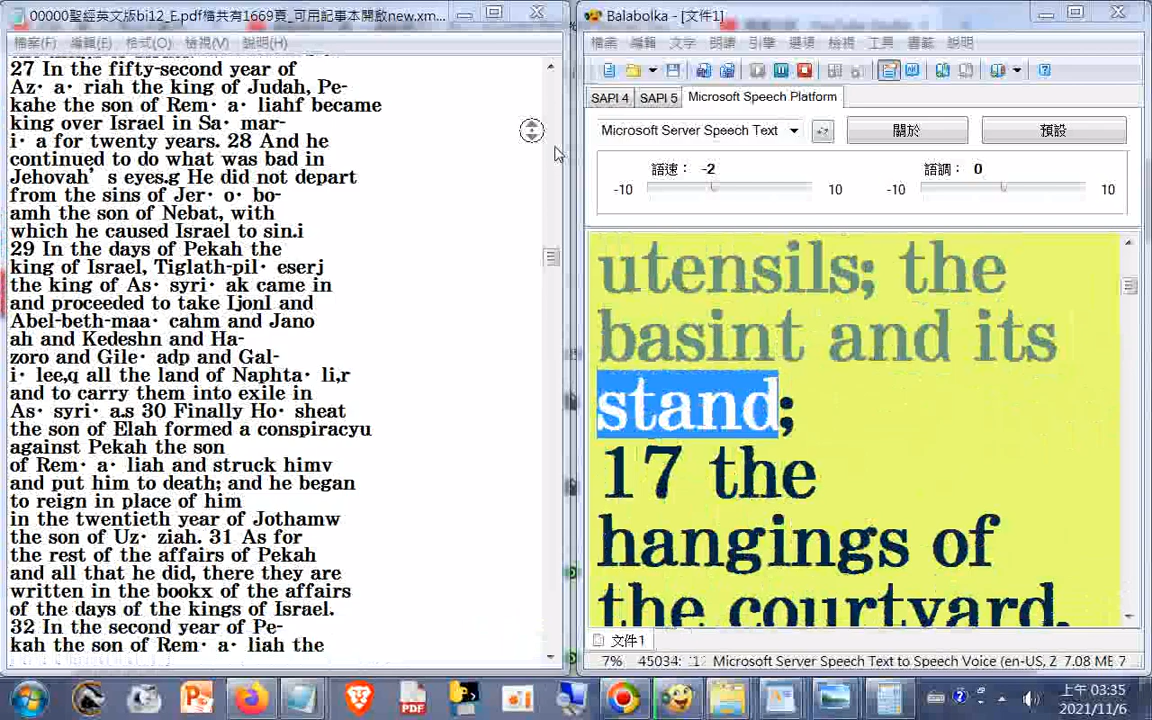 00000聖經英文版bi12_E.pdf檔共有1669頁_可用記事本開啟new.xm...
檔案(F) 編輯(E) 格式(O) 檢視(V) 說明(H)
27 In the fifty-second year of
Az· a· riah the king of Judah, Pe-
kahe the son of Rem· a· liahf became
king over Israel in Sa· mar-
i· a for twenty years. 28 And he
continued to do what was bad in
Jehovah’s eyes.g He did not depart
from the sins of Jer· o· bo-
amh the son of Nebat, with
which he caused Israel to sin.i
29 In the days of Pekah the
king of Israel, Tiglath-pil· eserj
the king of As· syri· ak came in
and proceeded to take Ijonl and
Abel-beth-maa· cahm and Jano
ah and Kedeshn and Ha-
zoro and Gile· adp and Gal-
i· lee,q all the land of Naphta· li,r
and to carry them into exile in
As· syri· a.s 30 Finally Ho· sheat
the son of Elah formed a conspiracyu
against Pekah the son
of Rem· a· liah and struck himv
and put him to death; and he began
to reign in place of him
in the twentieth year of Jothamw
the son of Uz· ziah. 31 As for
the rest of the affairs of Pekah
and all that he did, there they are
written in the bookx of the affairs
of the days of the kings of Israel.
32 In the second year of Pe-
kah the son of Rem· a· liah the
Balabolka - [文件1]
檔案 編輯 文字 朗讀 引擎 選項 檢視 工具 書籤 說明
SAPI 4 SAPI 5 Microsoft Speech Platform
Microsoft Server Speech Text 關於 預設
語速： -2 語調： 0
-10 10 -10 10
utensils; the
basint and its
stand;
17 the
hangings of
the courtyard,
文件1
7% 45034: Microsoft Server Speech Text to Speech Voice (en-US, 2 7.08 ME 7
PDF
上午 03:35
2021/11/6